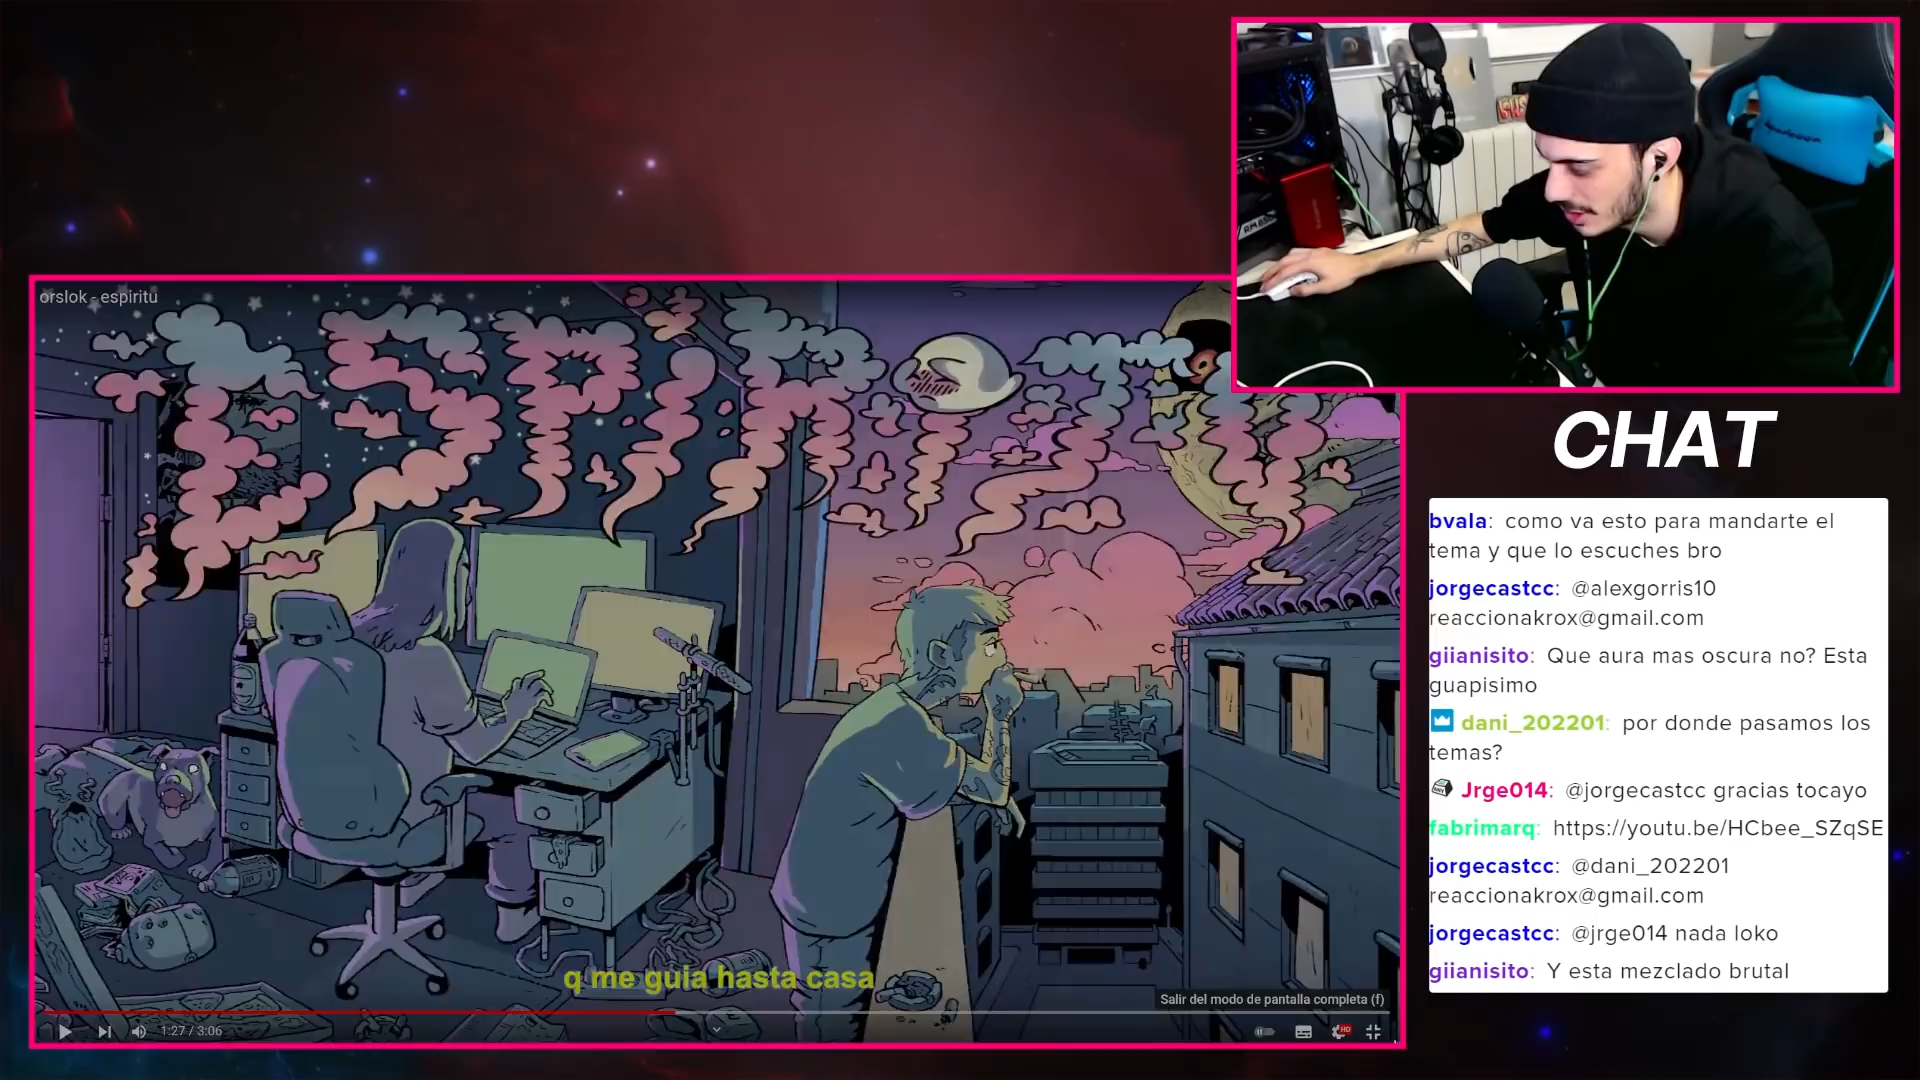 orslok - espiritu
ESPIRITU
q me guia hasta casa
Salir del modo de pantalla completa (f)
1:27 / 3:06
HD
CHAT
bvala: como va esto para mandarte el
tema y que lo escuches bro
jorgecastcc: @alexgorris10
reaccionakrox@gmail.com
giianisito: Que aura mas oscura no? Esta
guapisimo
dani_202201: por donde pasamos los
temas?
Jrge014: @jorgecastcc gracias tocayo
fabrimarq: https://youtu.be/HCbee_SZqSE
jorgecastcc: @dani_202201
reaccionakrox@gmail.com
jorgecastcc: @jrge014 nada loko
giianisito: Y esta mezclado brutal